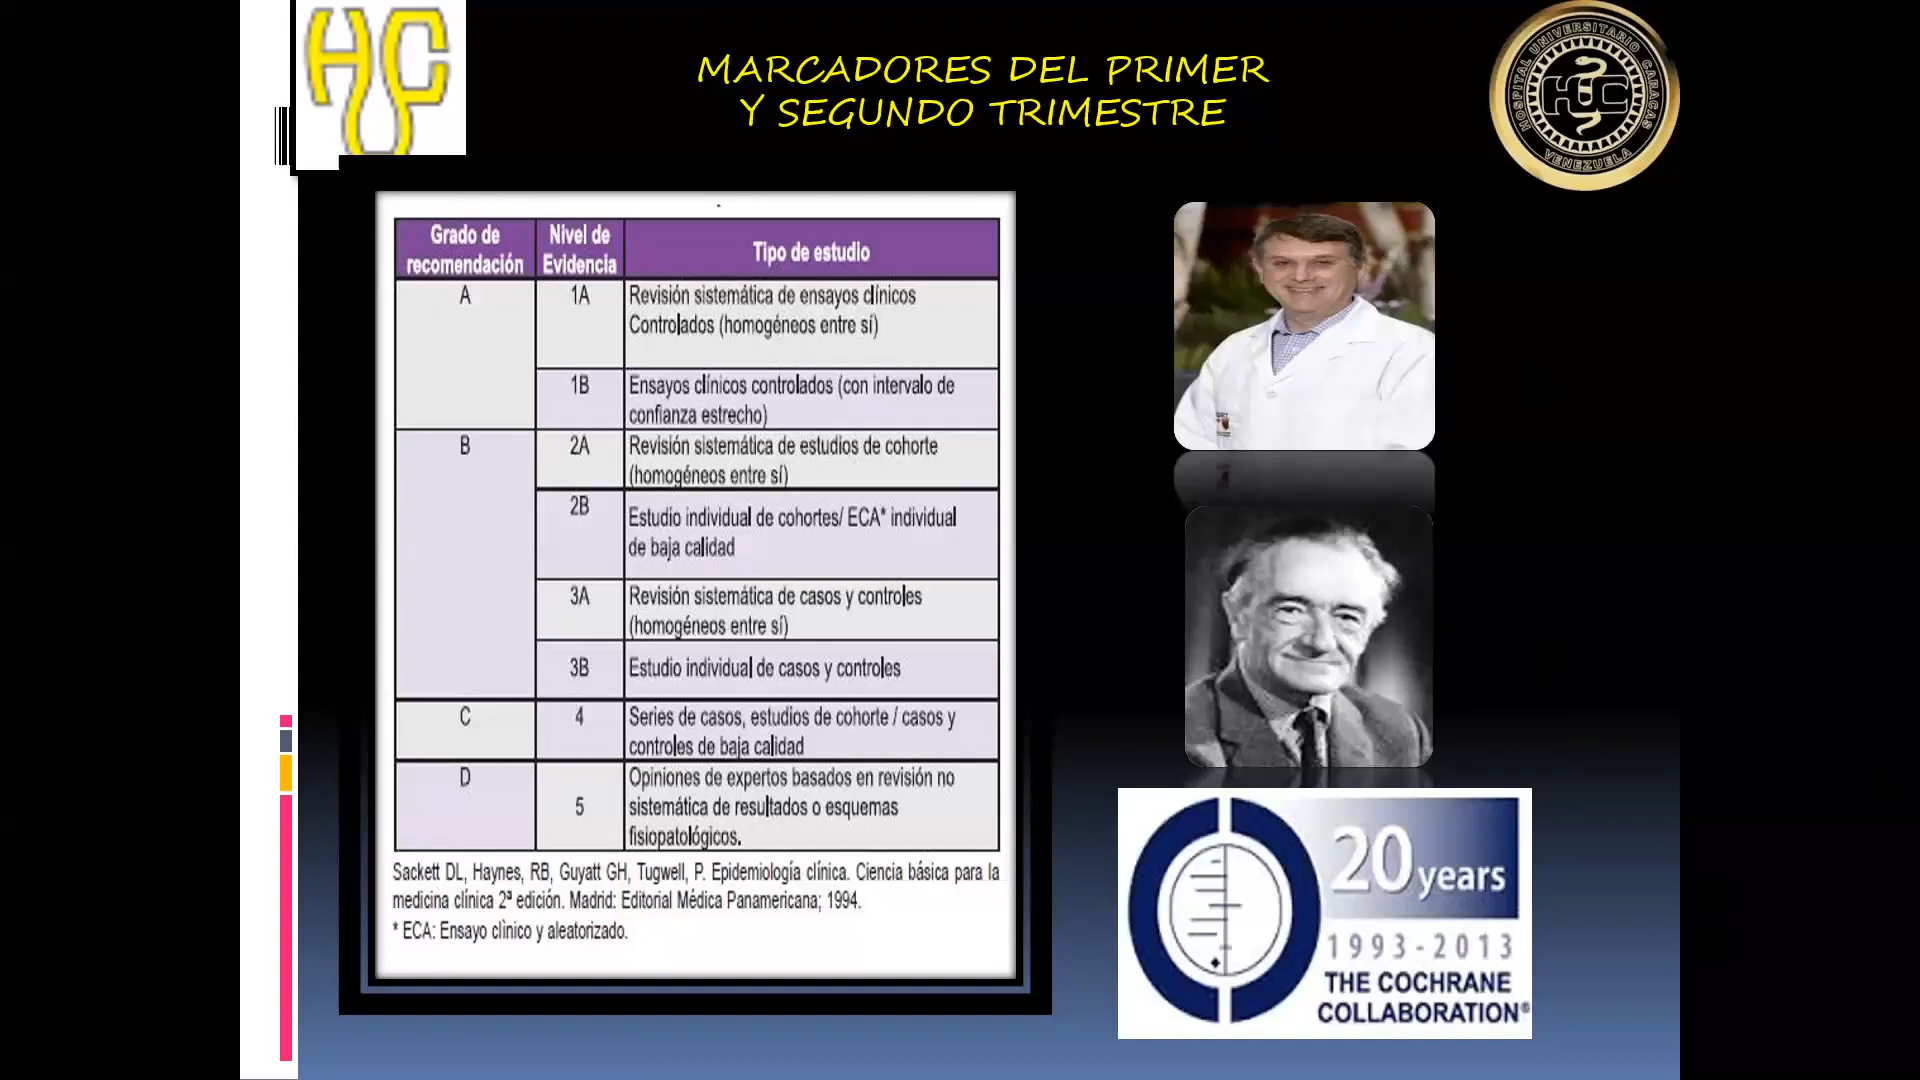 MARCADORES DEL PRIMER
Y SEGUNDO TRIMESTRE
HOSPITAL UNIVERSITARIO CARACAS
HUC
VENEZUELA
Grado de
recomendación
Nivel de
Evidencia
Tipo de estudio
A
1A
Revisión sistemática de ensayos clínicos
Controlados (homogéneos entre sí)
1B
Ensayos clínicos controlados (con intervalo de
confianza estrecho)
B
2A
Revisión sistemática de estudios de cohorte
(homogéneos entre sí)
2B
Estudio individual de cohortes/ ECA* individual
de baja calidad
3A
Revisión sistemática de casos y controles
(homogéneos entre sí)
3B
Estudio individual de casos y controles
C
4
Series de casos, estudios de cohorte / casos y
controles de baja calidad
D
5
Opiniones de expertos basados en revisión no
sistemática de resultados o esquemas
fisiopatológicos.
Sackett DL, Haynes, RB, Guyatt GH, Tugwell, P. Epidemiología clínica. Ciencia básica para la
medicina clínica 2ª edición. Madrid: Editorial Médica Panamericana; 1994.
* ECA: Ensayo clìnico y aleatorizado.
20 years
1993-2013
THE COCHRANE
COLLABORATION®